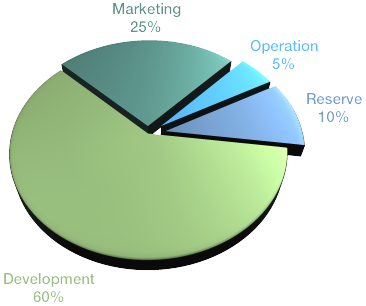 Marketing
25%
Operation
5%
Reserve
10%
Development
60%